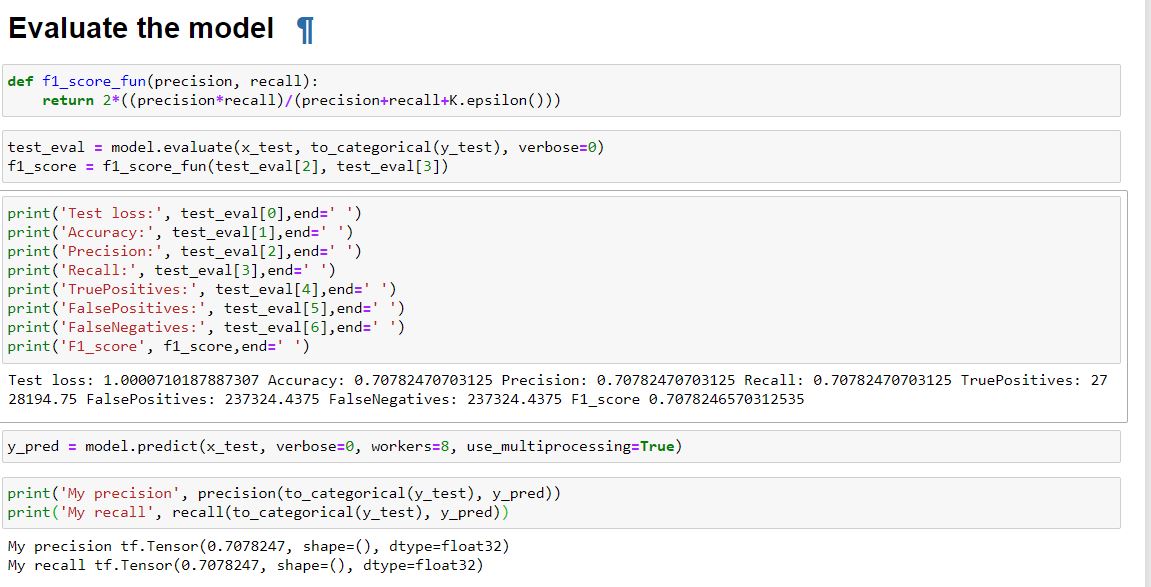 Evaluate the model ¶
def f1_score_fun(precision, recall):
    return 2*((precision*recall)/(precision+recall+K.epsilon()))
test_eval = model.evaluate(x_test, to_categorical(y_test), verbose=0)
f1_score = f1_score_fun(test_eval[2], test_eval[3])
print('Test loss:', test_eval[0],end=' ')
print('Accuracy:', test_eval[1],end=' ')
print('Precision:', test_eval[2],end=' ')
print('Recall:', test_eval[3],end=' ')
print('TruePositives:', test_eval[4],end=' ')
print('FalsePositives:', test_eval[5],end=' ')
print('FalseNegatives:', test_eval[6],end=' ')
print('F1_score', f1_score,end=' ')
Test loss: 1.0000710187887307 Accuracy: 0.70782470703125 Precision: 0.70782470703125 Recall: 0.70782470703125 TruePositives: 27
28194.75 FalsePositives: 237324.4375 FalseNegatives: 237324.4375 F1_score 0.7078246570312535
y_pred = model.predict(x_test, verbose=0, workers=8, use_multiprocessing=True)
print('My precision', precision(to_categorical(y_test), y_pred))
print('My recall', recall(to_categorical(y_test), y_pred))
My precision tf.Tensor(0.7078247, shape=(), dtype=float32)
My recall tf.Tensor(0.7078247, shape=(), dtype=float32)